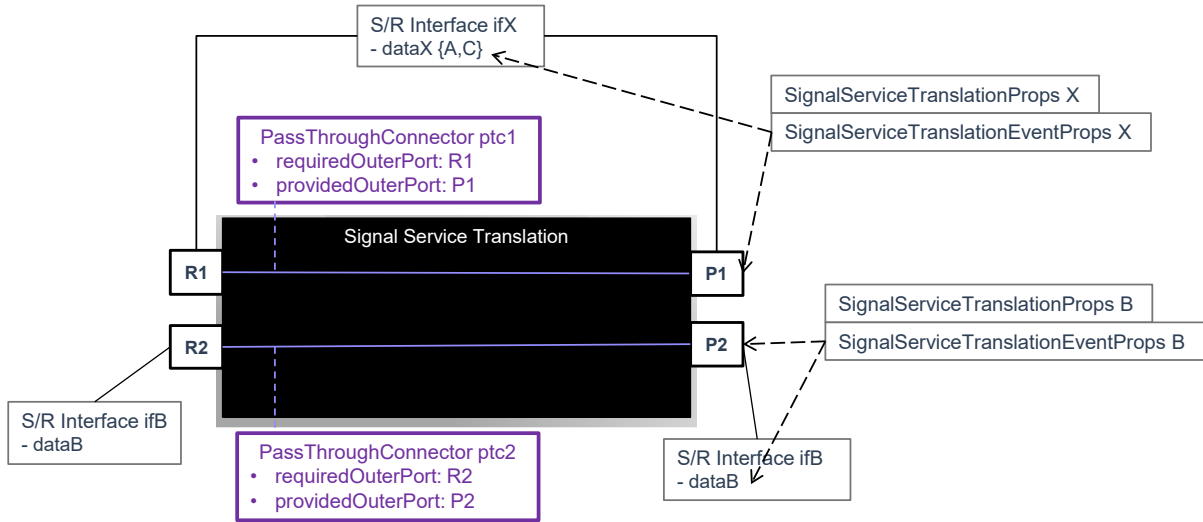 S/R Interface ifX
- dataX {A,C}
SignalServiceTranslationProps X
SignalServiceTranslationEventProps X
PassThroughConnector ptc1
• requiredOuterPort: R1
• providedOuterPort: P1
Signal Service Translation
R1
P1
SignalServiceTranslationProps B
SignalServiceTranslationEventProps B
R2
P2
S/R Interface ifB
- dataB
PassThroughConnector ptc2
• requiredOuterPort: R2
• providedOuterPort: P2
S/R Interface ifB
- dataB